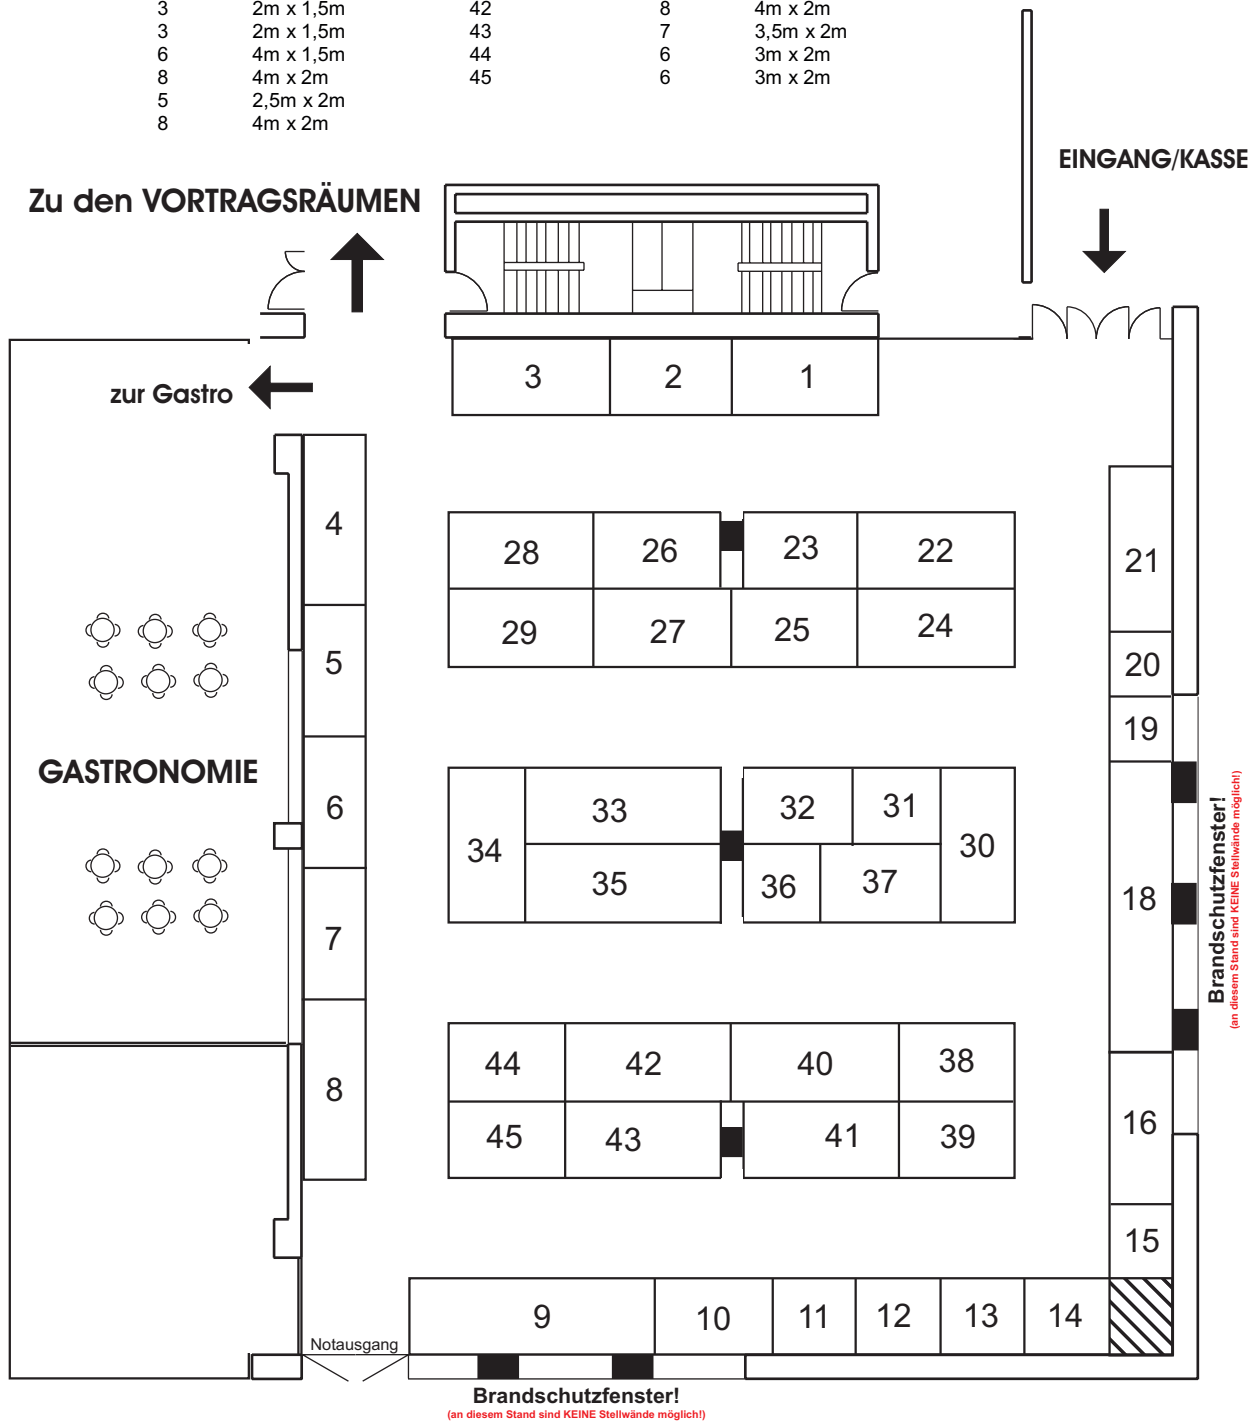 3 2m x 1,5m 42 8 4m x 2m
3 2m x 1,5m 43 7 3,5m x 2m
6 4m x 1,5m 44 6 3m x 2m
8 4m x 2m 45 6 3m x 2m
5 2,5m x 2m
8 4m x 2m
EINGANG/KASSE
Zu den VORTRAGSRÄUMEN
zur Gastro
3 2 1
4
28 26 23 22
21
29 27 25 24
5
20
19
GASTRONOMIE
6
33 32 31
34 30
35 36 37
18
Brandschutzfenster!
(an diesem Stand sind KEINE Stellwände möglich!)
7
44 42 40 38
8
45 43 41 39
16
15
9 10 11 12 13 14
Notausgang
Brandschutzfenster!
(an diesem Stand sind KEINE Stellwände möglich!)